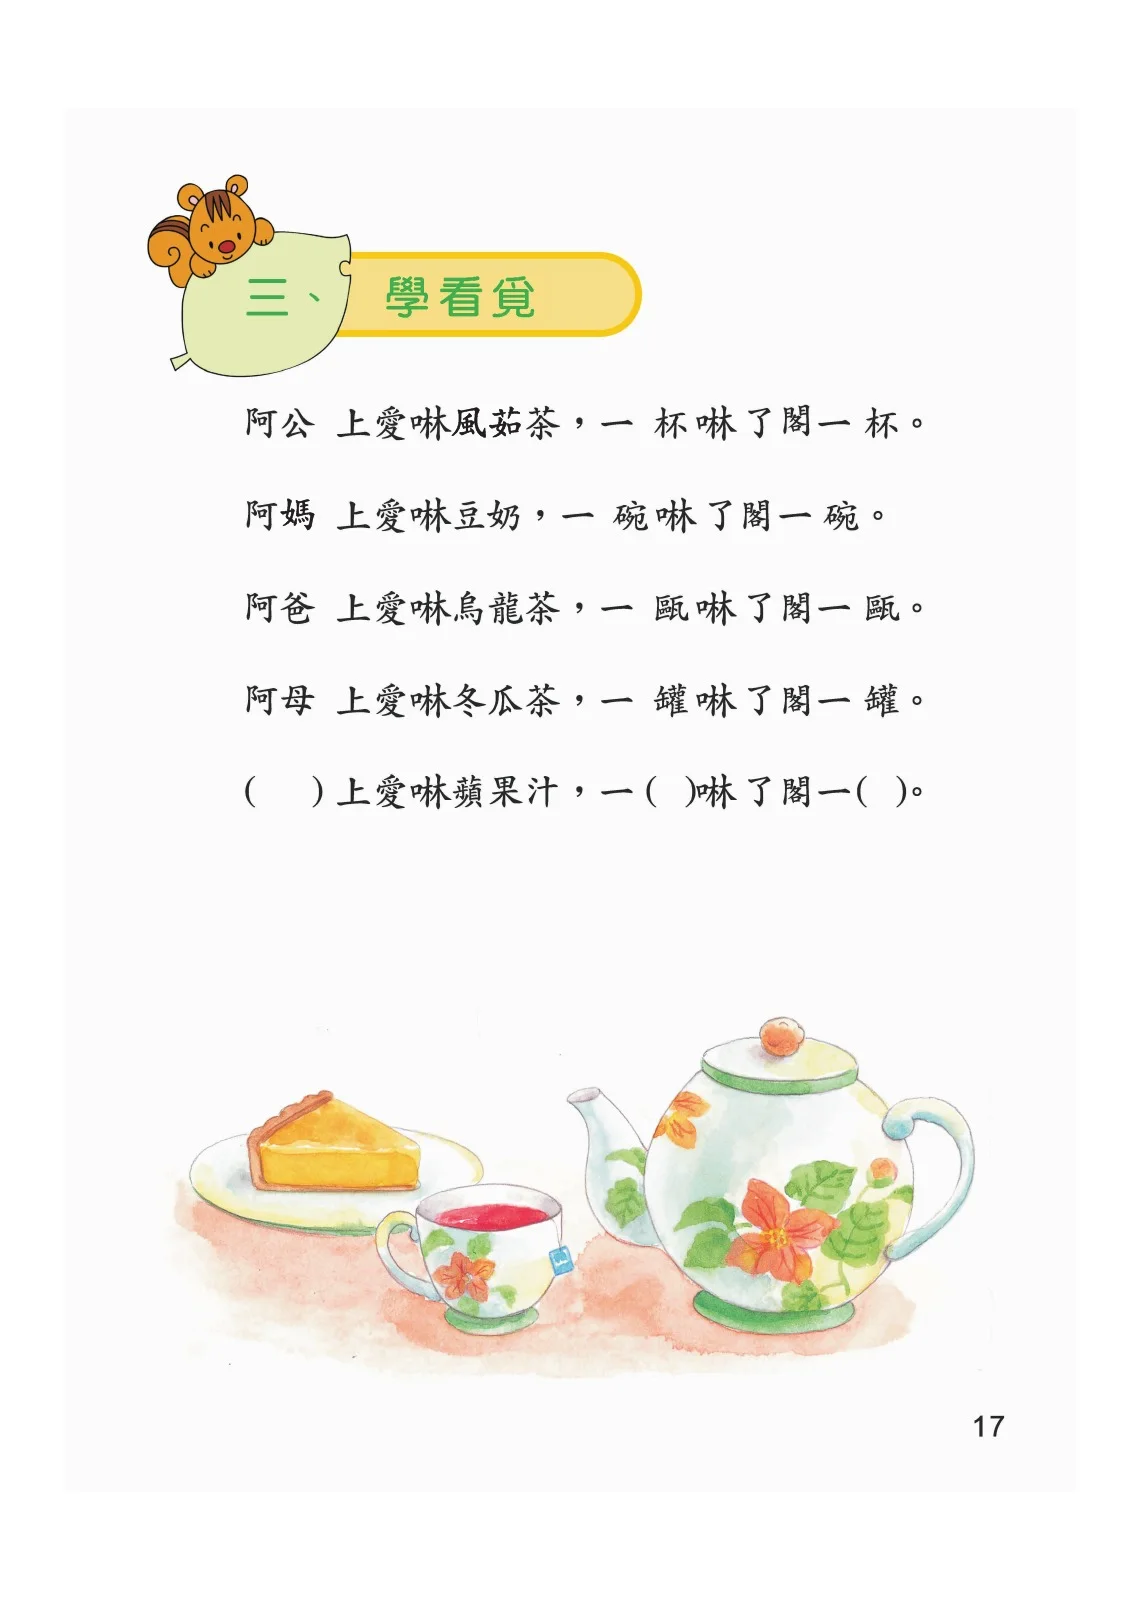 三、 學看覓
阿公 上愛啉風茹茶，一 杯啉了閣一 杯。
阿媽 上愛啉豆奶，一 碗啉了閣一 碗。
阿爸 上愛啉烏龍茶，一 甌啉了閣一 甌。
阿母 上愛啉冬瓜茶，一 罐啉了閣一 罐。
( ) 上愛啉蘋果汁，一 ( )啉了閣一( )。
17